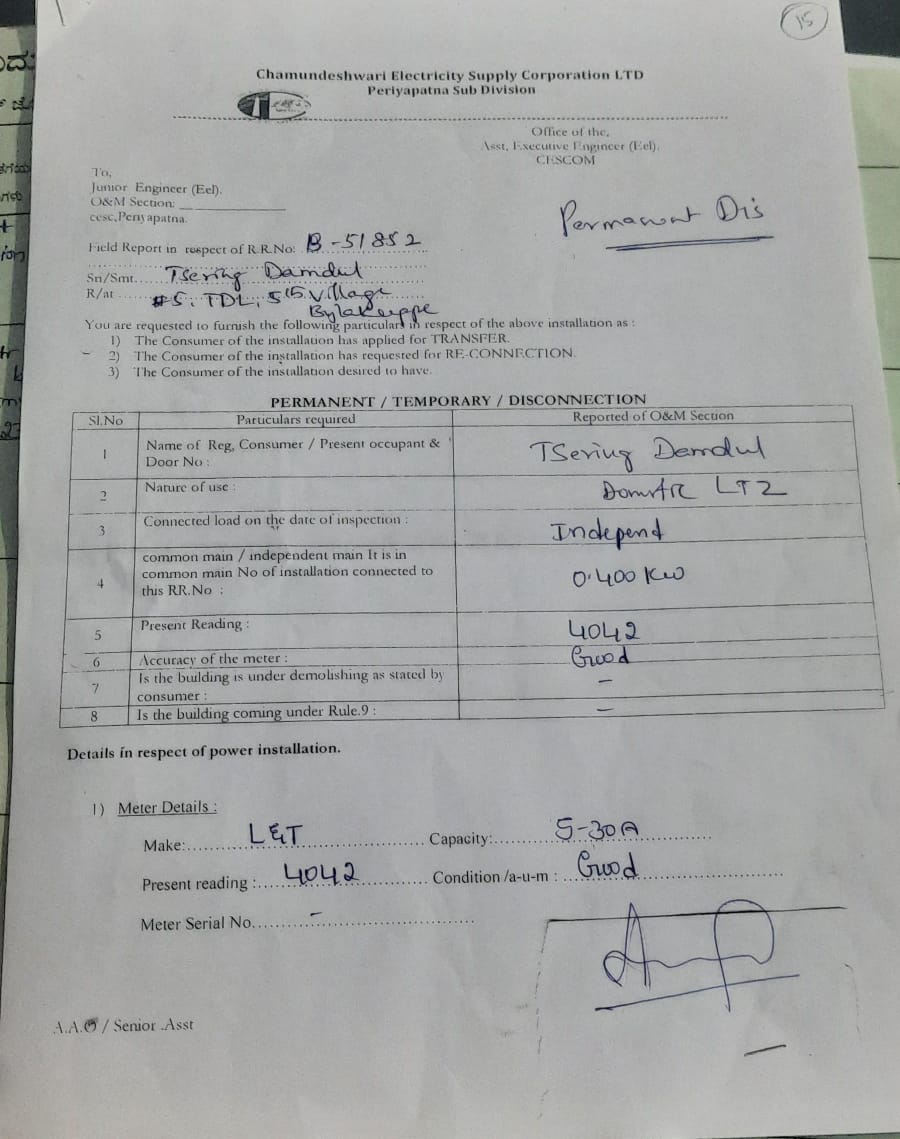 15
Chamundeshwari Electricity Supply Corporation LTD
Periyapatna Sub Division
Office of the,
Asst, Executive Engineer (Eel),
CESCOM
To,
Junior Engineer (Eel).
O&M Section:
cesc,Periyapatna.
Permanent Dis
Field Report in respect of R.R.No: B-51852
Sri/Smt..... Tsering Damdul
R/at ..... #5. TDL, 5th Village
Bylakuppe
You are requested to furnish the following particulars in respect of the above installation as :
1) The Consumer of the installation has applied for TRANSFER.
2) The Consumer of the installation has requested for RE-CONNECTION.
3) The Consumer of the installation desired to have.
PERMANENT / TEMPORARY / DISCONNECTION
Sl.No Particulars required Reported of O&M Section
1 Name of Reg, Consumer / Present occupant & Door No : TSering Damdul
2 Nature of use : LT2
3 Connected load on the date of inspection : Independ
4 common main / independent main It is in common main No of installation connected to this RR.No : 0.400 KW
5 Present Reading : 4042
6 Accuracy of the meter : Good
7 Is the building is under demolishing as stated by consumer : -
8 Is the building coming under Rule.9 : -
Details in respect of power installation.
1) Meter Details :
Make:..... L&T ..... Capacity:..... 5-30A .....
Present reading :..... 4042 ..... Condition /a-u-m : ..... Good .....
Meter Serial No..... - .....
A.A.O / Senior .Asst